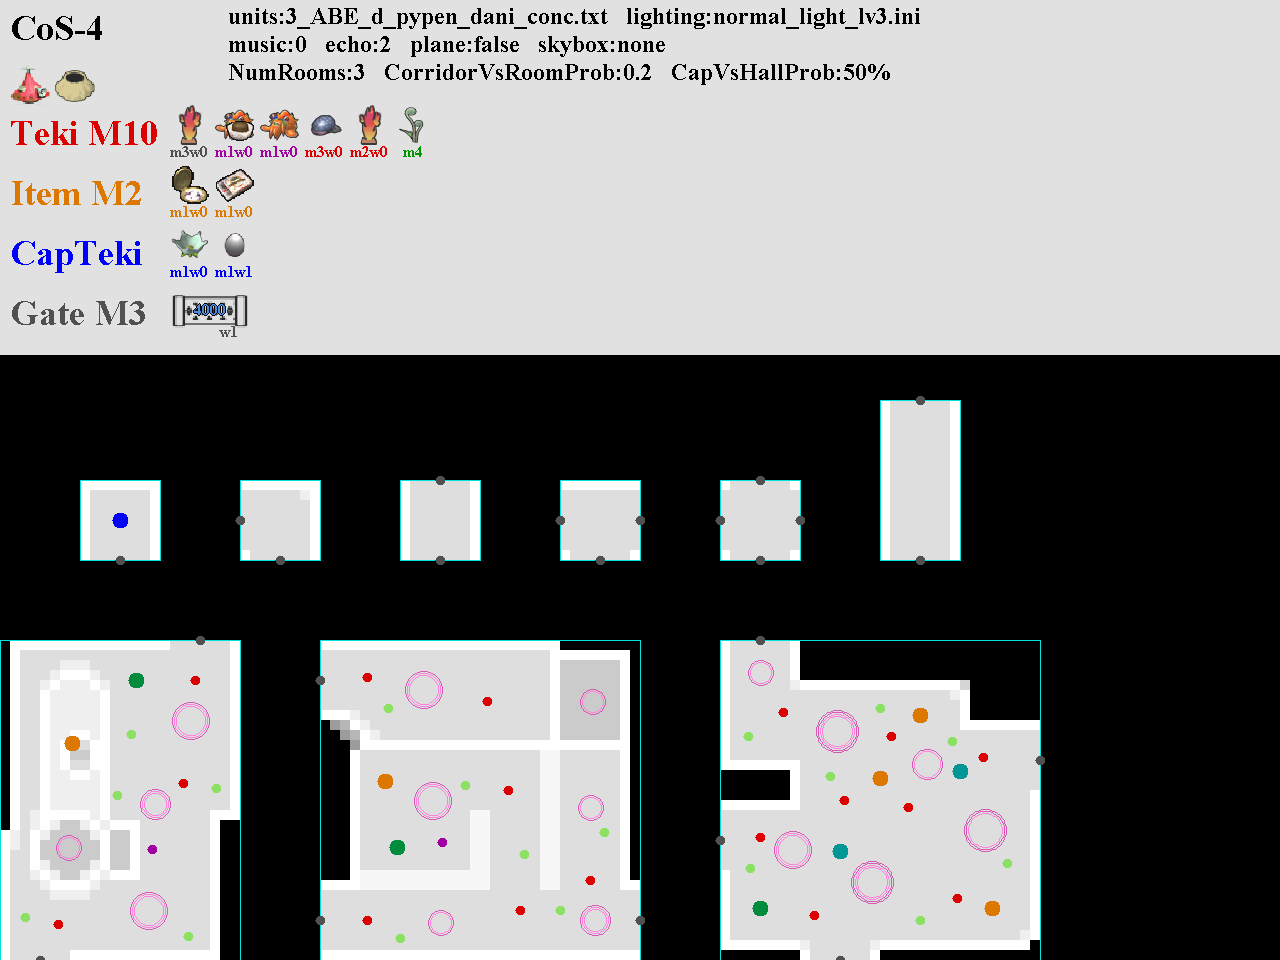 CoS-4
units:3_ABE_d_pypen_dani_conc.txt lighting:normal_light_lv3.ini
music:0 echo:2 plane:false skybox:none
NumRooms:3 CorridorVsRoomProb:0.2 CapVsHallProb:50%
Teki M10
m3w0 m1w0 m1w0 m3w0 m2w0 m4
Item M2
m1w0 m1w0
CapTeki
m1w0 m1w1
Gate M3
4000
w1